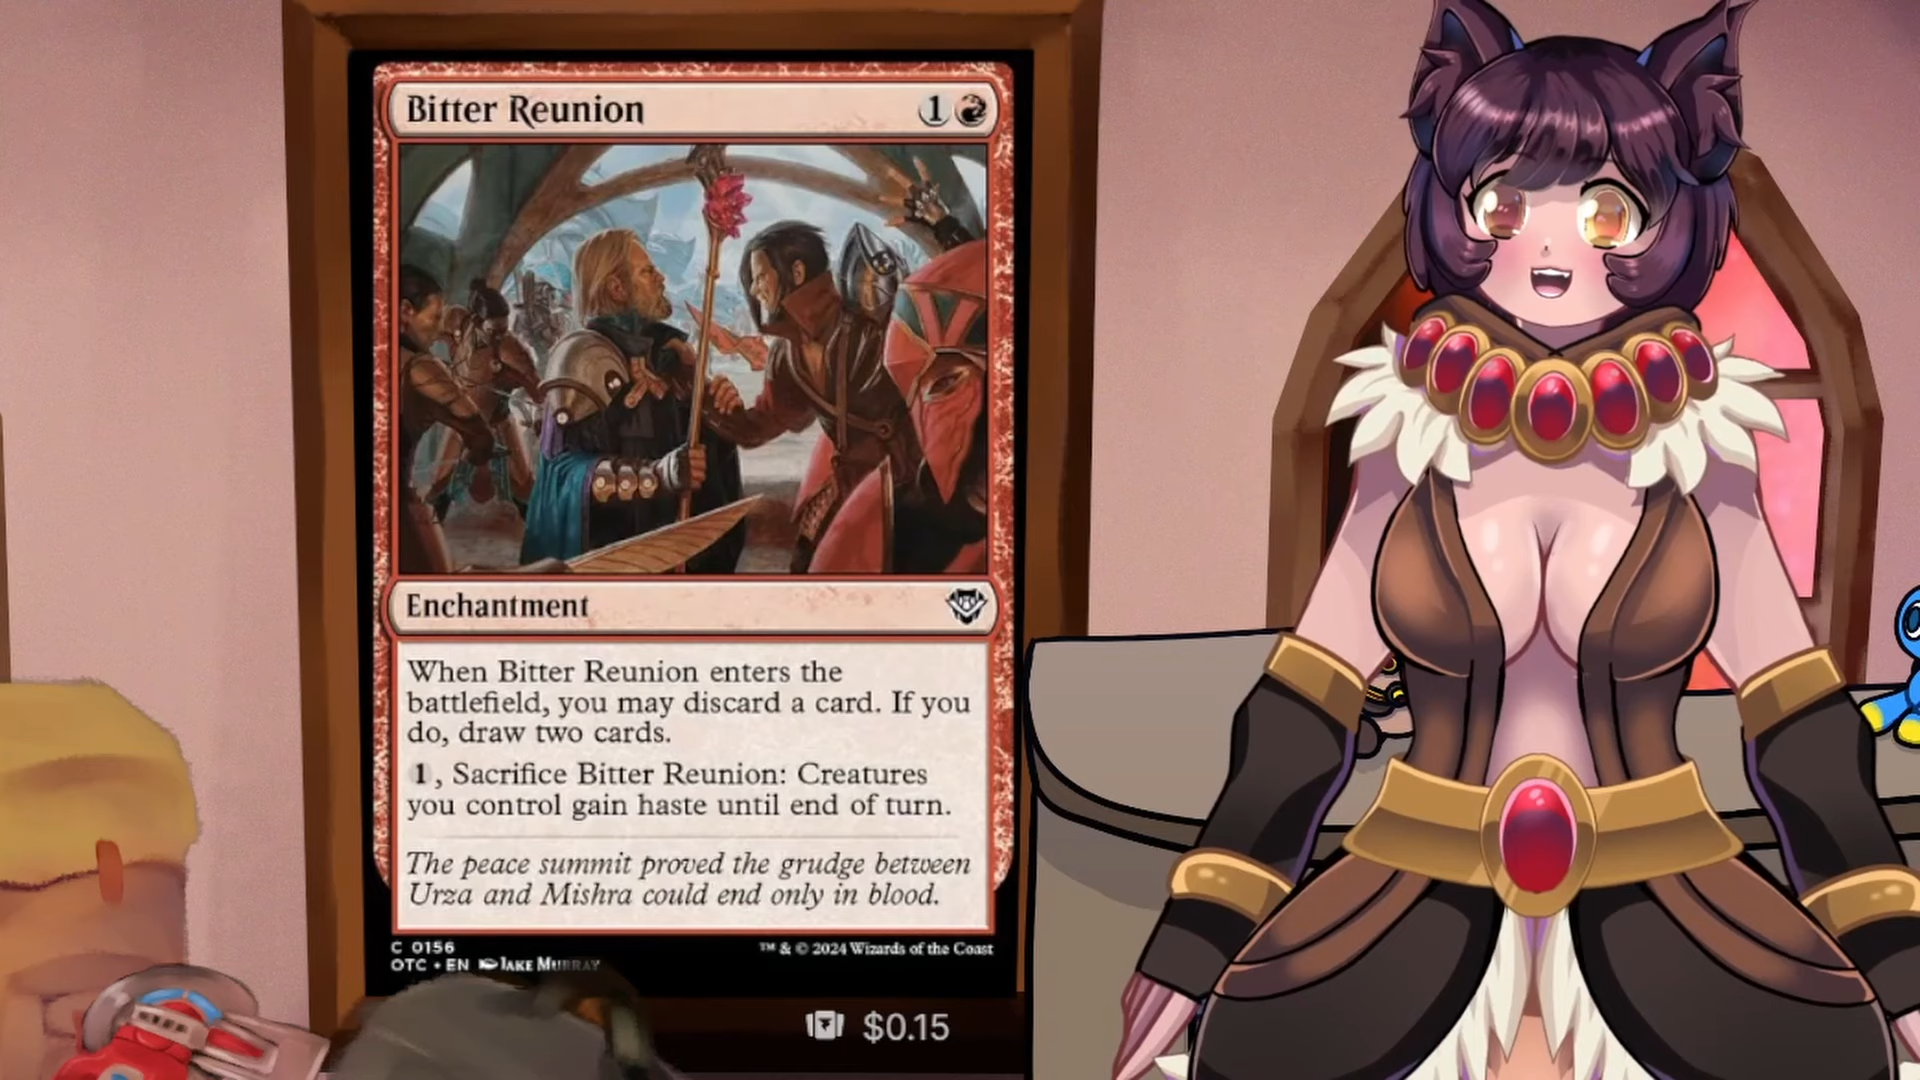 Bitter Reunion 1
Enchantment
When Bitter Reunion enters the
battlefield, you may discard a card. If you
do, draw two cards.
1, Sacrifice Bitter Reunion: Creatures
you control gain haste until end of turn.
The peace summit proved the grudge between
Urza and Mishra could end only in blood.
C 0156 ™ & © 2024 Wizards of the Coast
OTC • EN JAKE MURRAY
$0.15